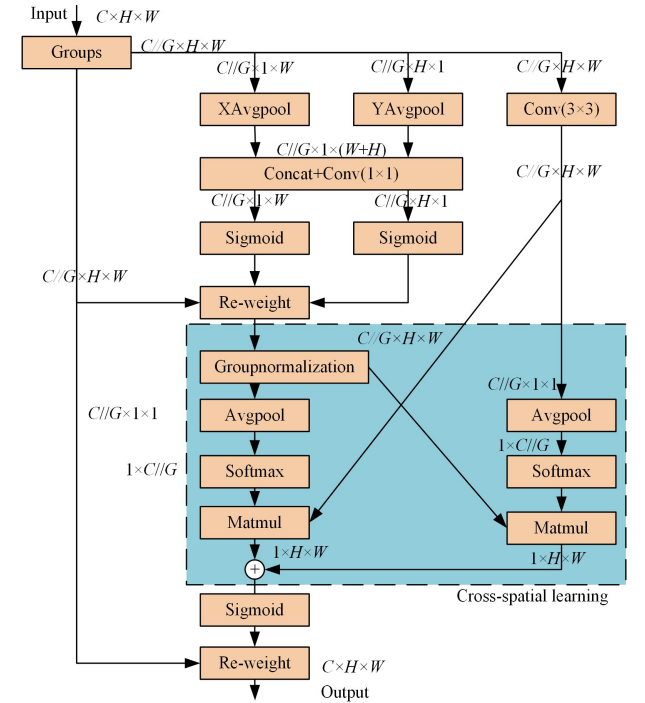 Input
C×H×W
Groups
C//G×H×W
C//G×1×W
C//G×H×1
C//G×H×W
XAvgpool
YAvgpool
Conv(3×3)
C//G×1×(W+H)
Concat+Conv(1×1)
C//G×H×W
C//G×1×W
C//G×H×1
Sigmoid
Sigmoid
C//G×H×W
Re-weight
C//G×H×W
Groupnormalization
C//G×1×1
C//G×1×1
Avgpool
Avgpool
1×C//G
1×C//G
Softmax
Softmax
Matmul
Matmul
1×H×W
1×H×W
+
Cross-spatial learning
Sigmoid
Re-weight
C×H×W
Output